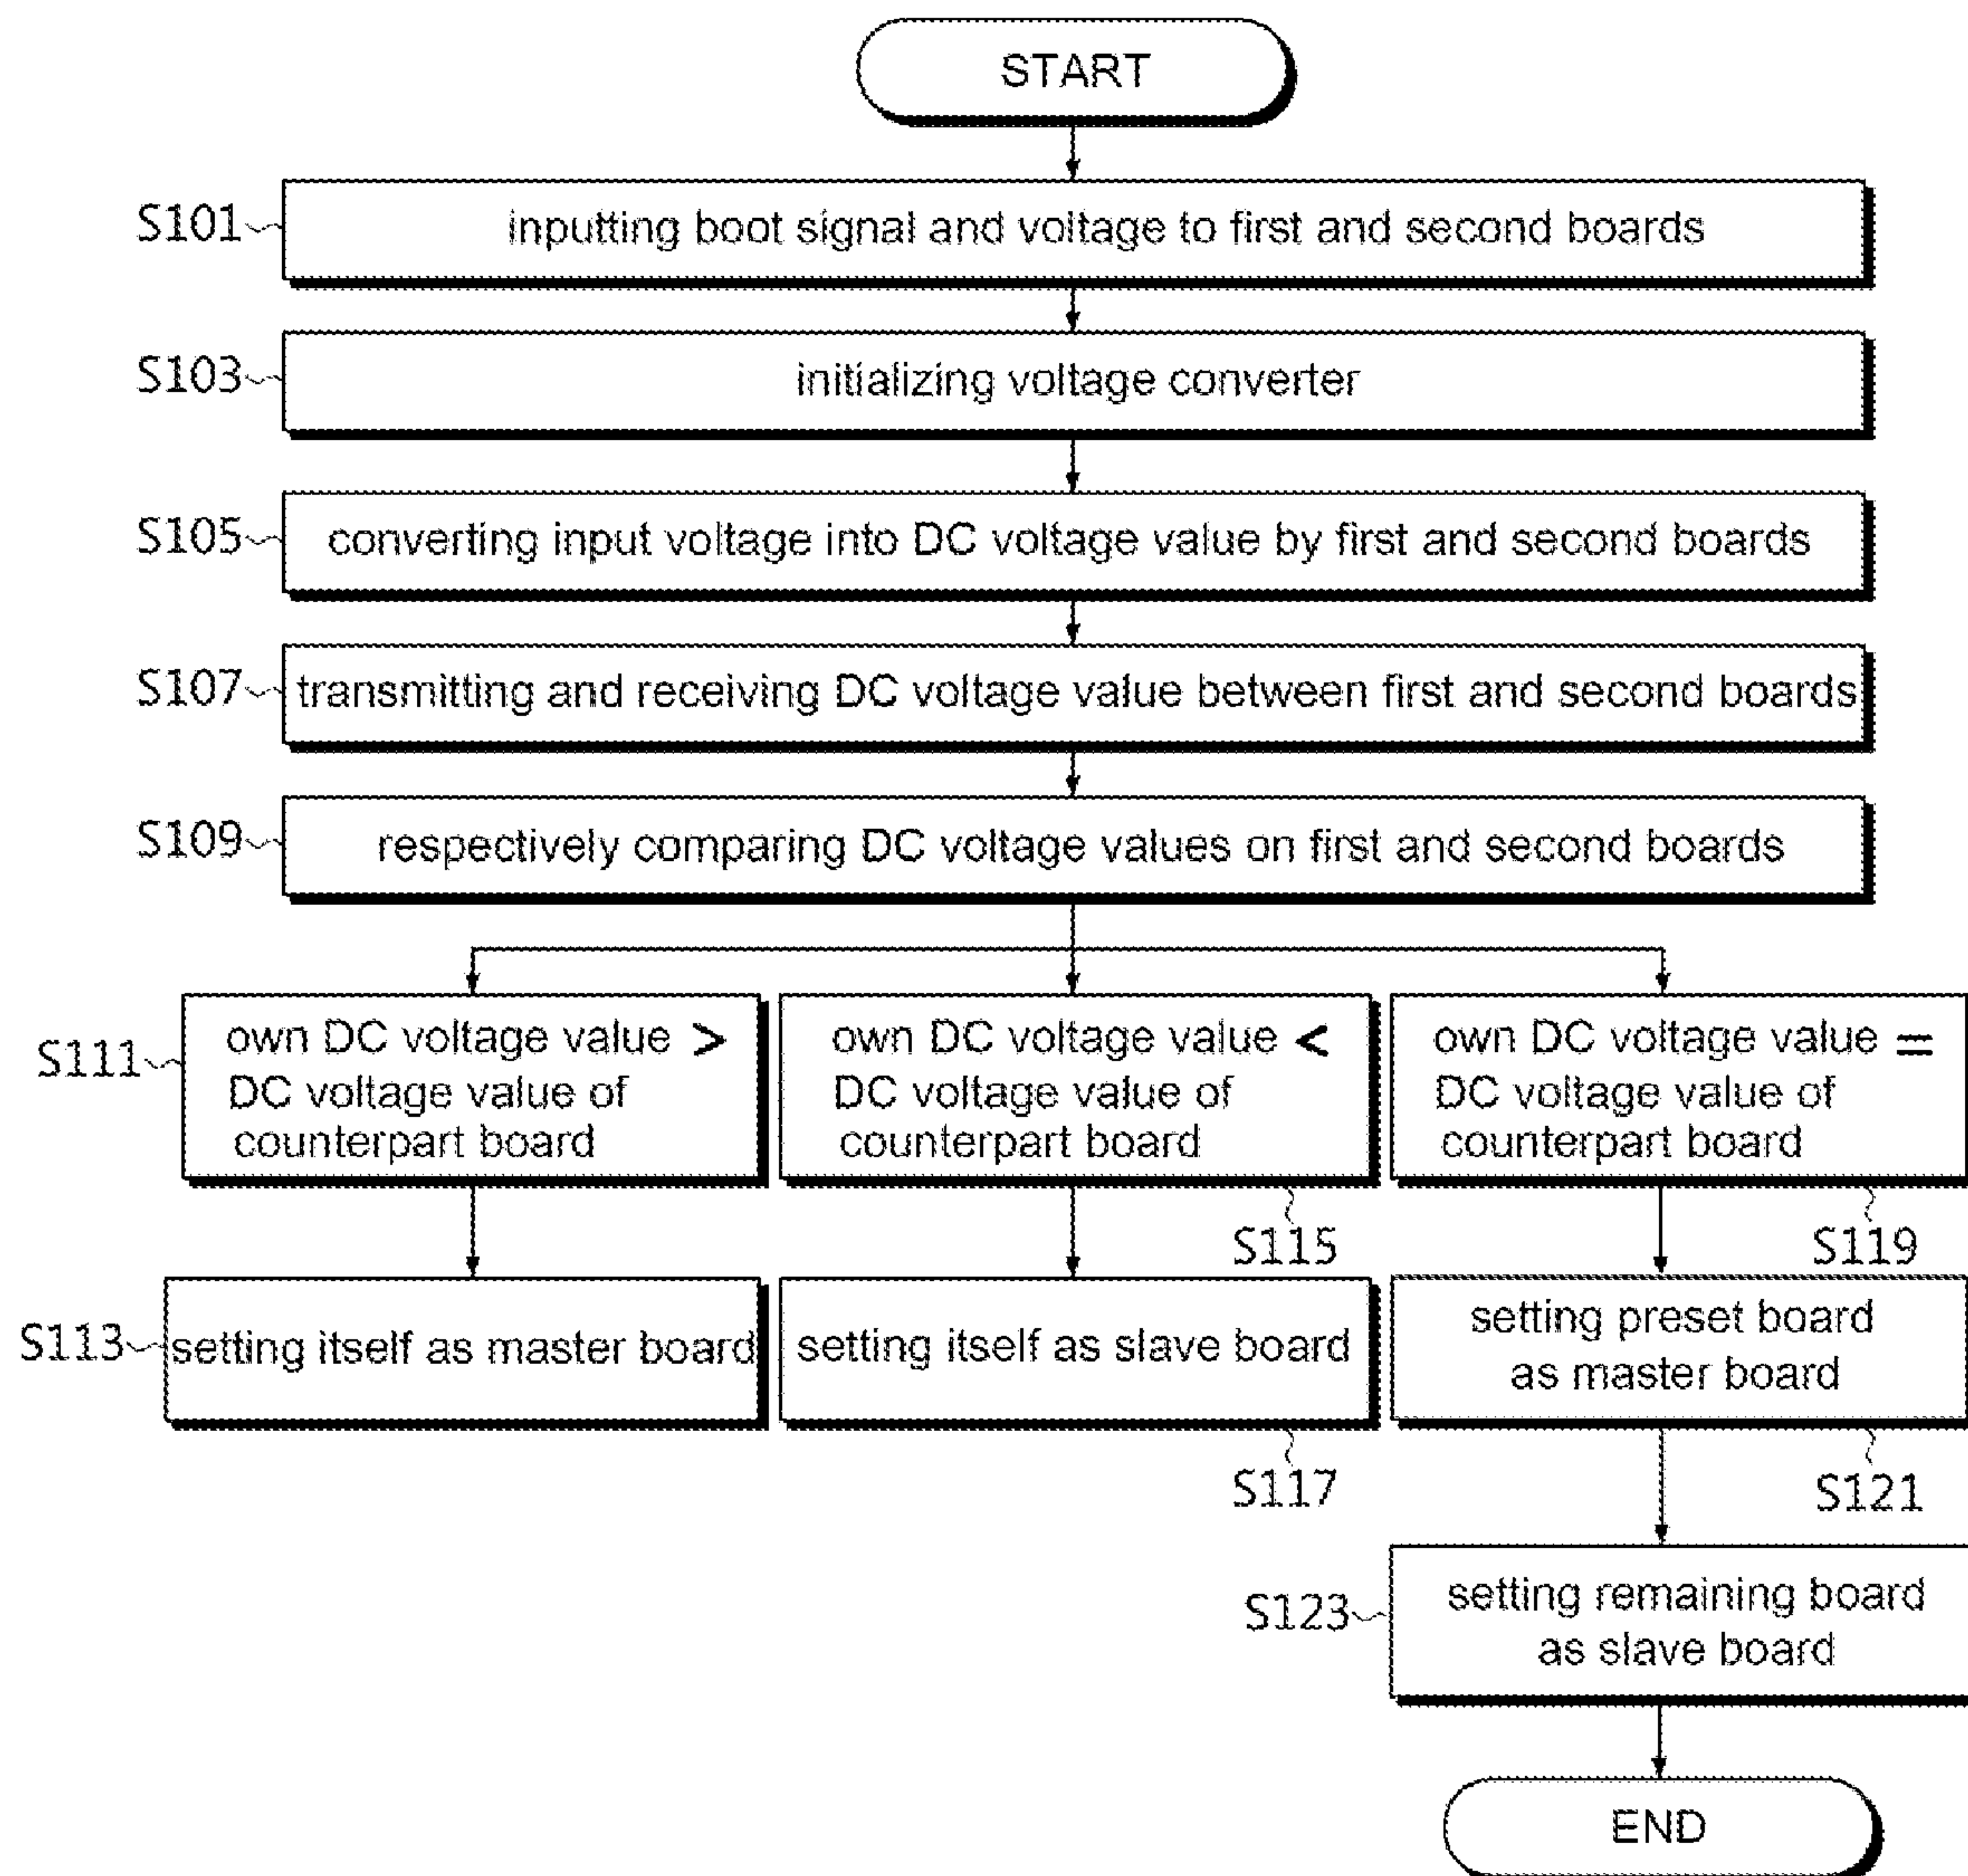 START
S101
inputting boot signal and voltage to first and second boards
S103
initializing voltage converter
S105
converting input voltage into DC voltage value by first and second boards
S107
transmitting and receiving DC voltage value between first and second boards
S109
respectively comparing DC voltage values on first and second boards
S111
own DC voltage value >
DC voltage value of
counterpart board
own DC voltage value <
DC voltage value of
counterpart board
S115
own DC voltage value =
DC voltage value of
counterpart board
S119
S113
setting itself as master board
setting itself as slave board
S117
setting preset board
as master board
S121
S123
setting remaining board
as slave board
END